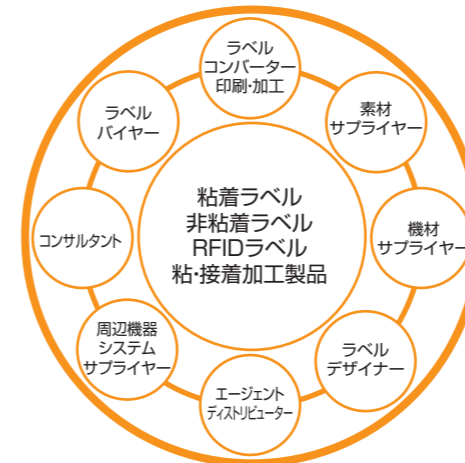 ラベル
コンバーター
印刷・加工
素材
サプライヤー
機材
サプライヤー
ラベル
デザイナー
エージェント
ディストリビューター
周辺機器
システム
サプライヤー
コンサルタント
ラベル
バイヤー
粘着ラベル
非粘着ラベル
RFIDラベル
粘・接着加工製品